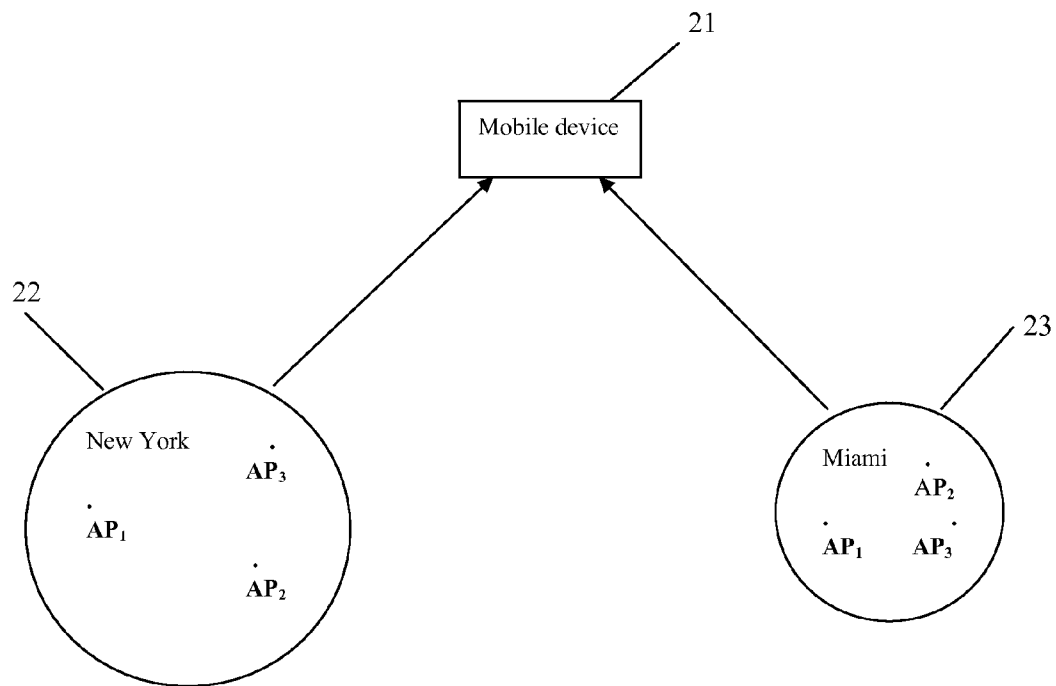 21
Mobile device
22
23
New York
AP₃
AP₁
AP₂
Miami
AP₂
AP₁
AP₃